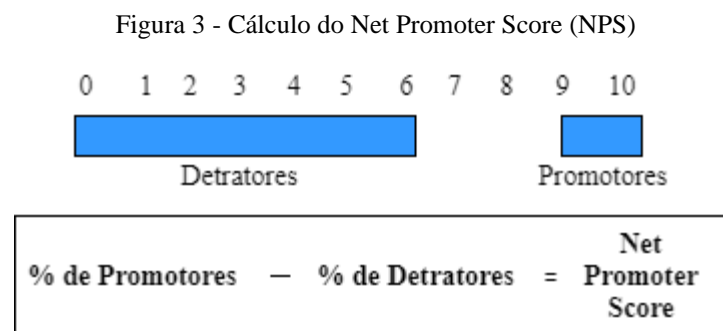 Figura 3 - Cálculo do Net Promoter Score (NPS)
0 1 2 3 4 5 6 7 8 9 10
Detratores Promotores
% de Promotores — % de Detratores = Net Promoter Score